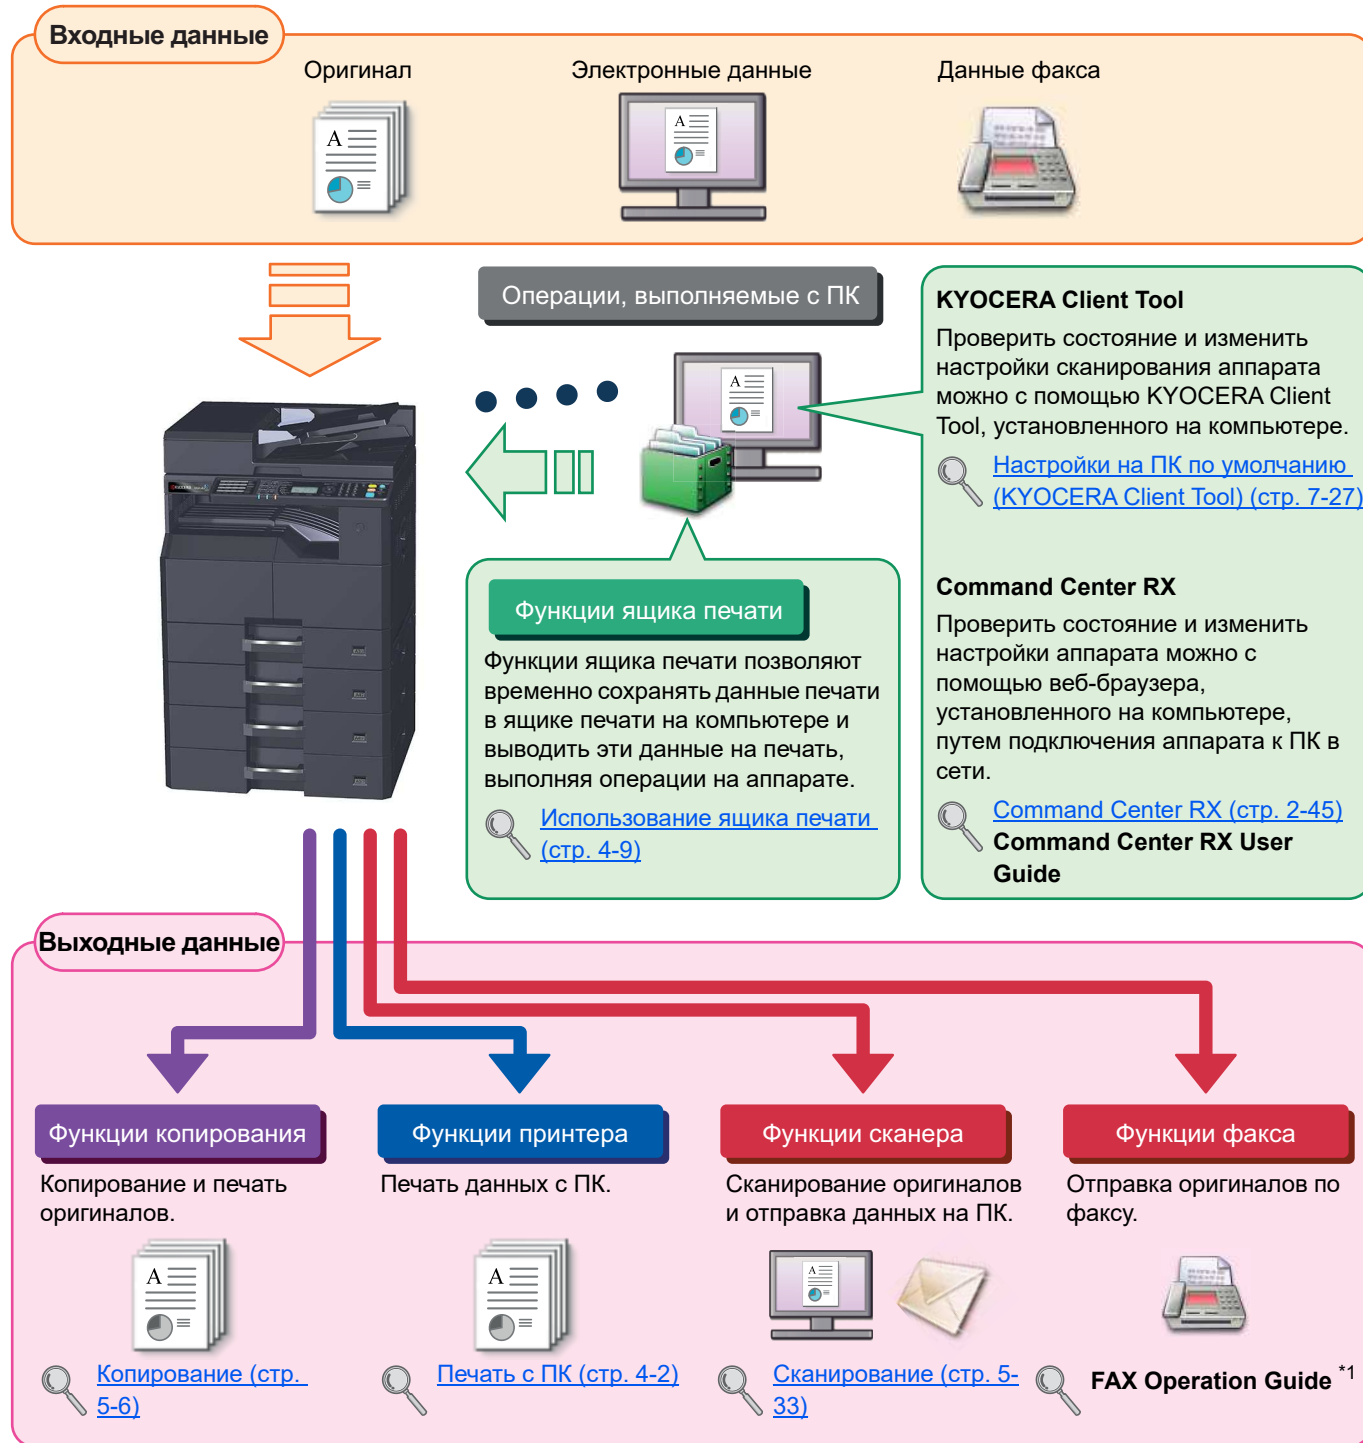 Входные данные
Оригинал
Электронные данные
Данные факса
Операции, выполняемые с ПК
KYOCERA Client Tool
Проверить состояние и изменить
настройки сканирования аппарата
можно с помощью KYOCERA Client
Tool, установленного на компьютере.
Настройки на ПК по умолчанию
(KYOCERA Client Tool) (стр. 7-27)
Command Center RX
Проверить состояние и изменить
настройки аппарата можно с
помощью веб-браузера,
установленного на компьютере,
путем подключения аппарата к ПК в
сети.
Command Center RX (стр. 2-45)
Command Center RX User
Guide
Функции ящика печати
Функции ящика печати позволяют
временно сохранять данные печати
в ящике печати на компьютере и
выводить эти данные на печать,
выполняя операции на аппарате.
Использование ящика печати
(стр. 4-9)
Выходные данные
Функции копирования
Копирование и печать
оригиналов.
Копирование (стр.
5-6)
Функции принтера
Печать данных с ПК.
Печать с ПК (стр. 4-2)
Функции сканера
Сканирование оригиналов
и отправка данных на ПК.
Сканирование (стр. 5-
33)
Функции факса
Отправка оригиналов по
факсу.
FAX Operation Guide *1